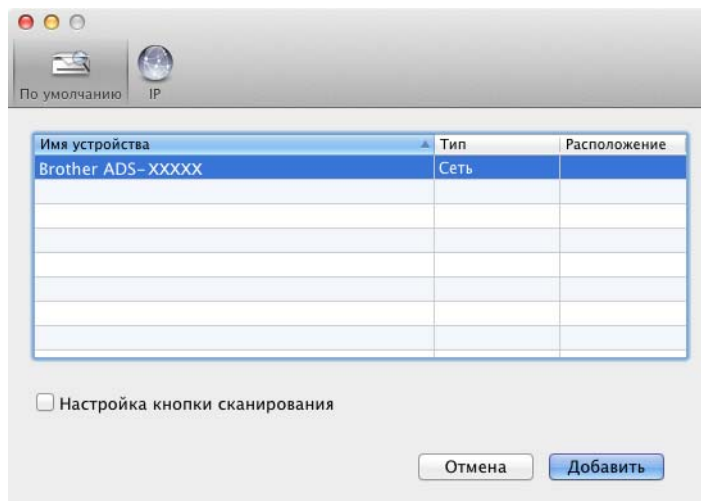 По умолчанию IP
Имя устройства Тип Расположение
Brother ADS-XXXXX Сеть
Настройка кнопки сканирования
Отмена Добавить